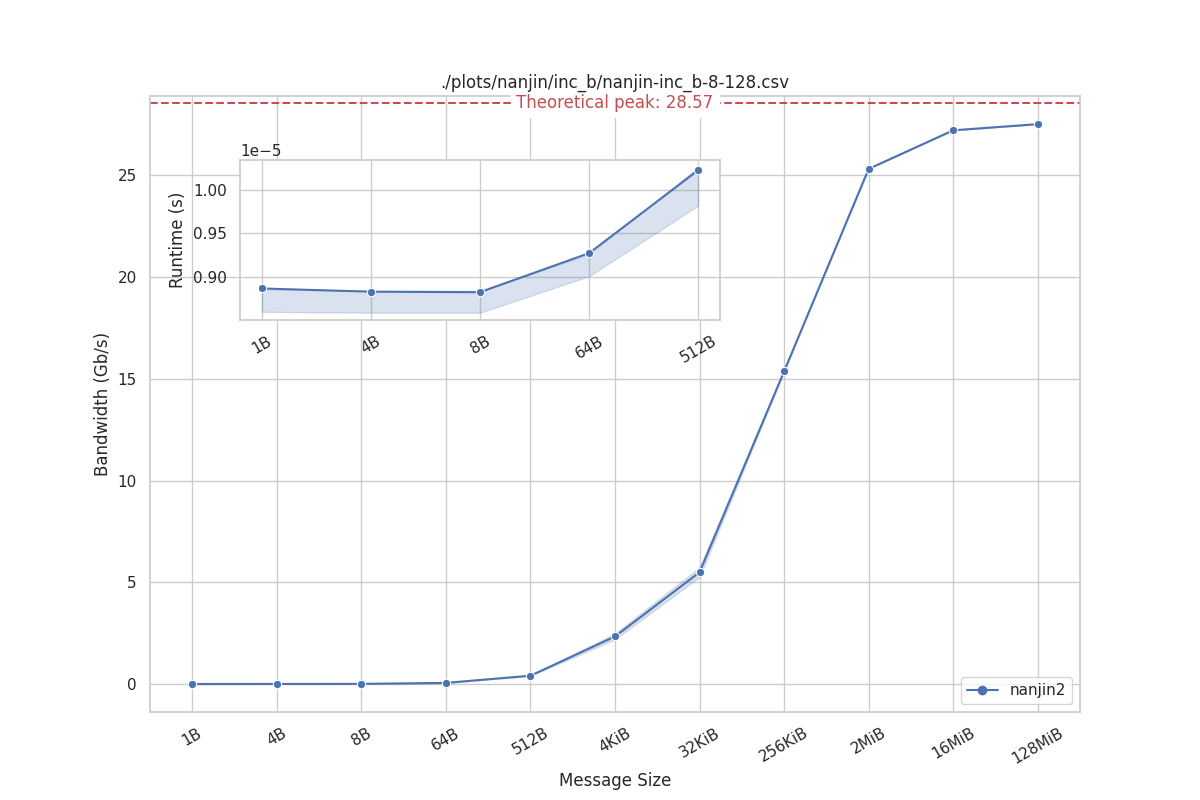 ./plots/nanjin/inc_b/nanjin-inc_b-8-128.csv
Theoretical peak: 28.57
1e−5
Runtime (s)
1.00
0.95
0.90
1B
4B
8B
64B
512B
Bandwidth (Gb/s)
25
20
15
10
5
0
nanjin2
1B
4B
8B
64B
512B
4KiB
32KiB
256KiB
2MiB
16MiB
128MiB
Message Size